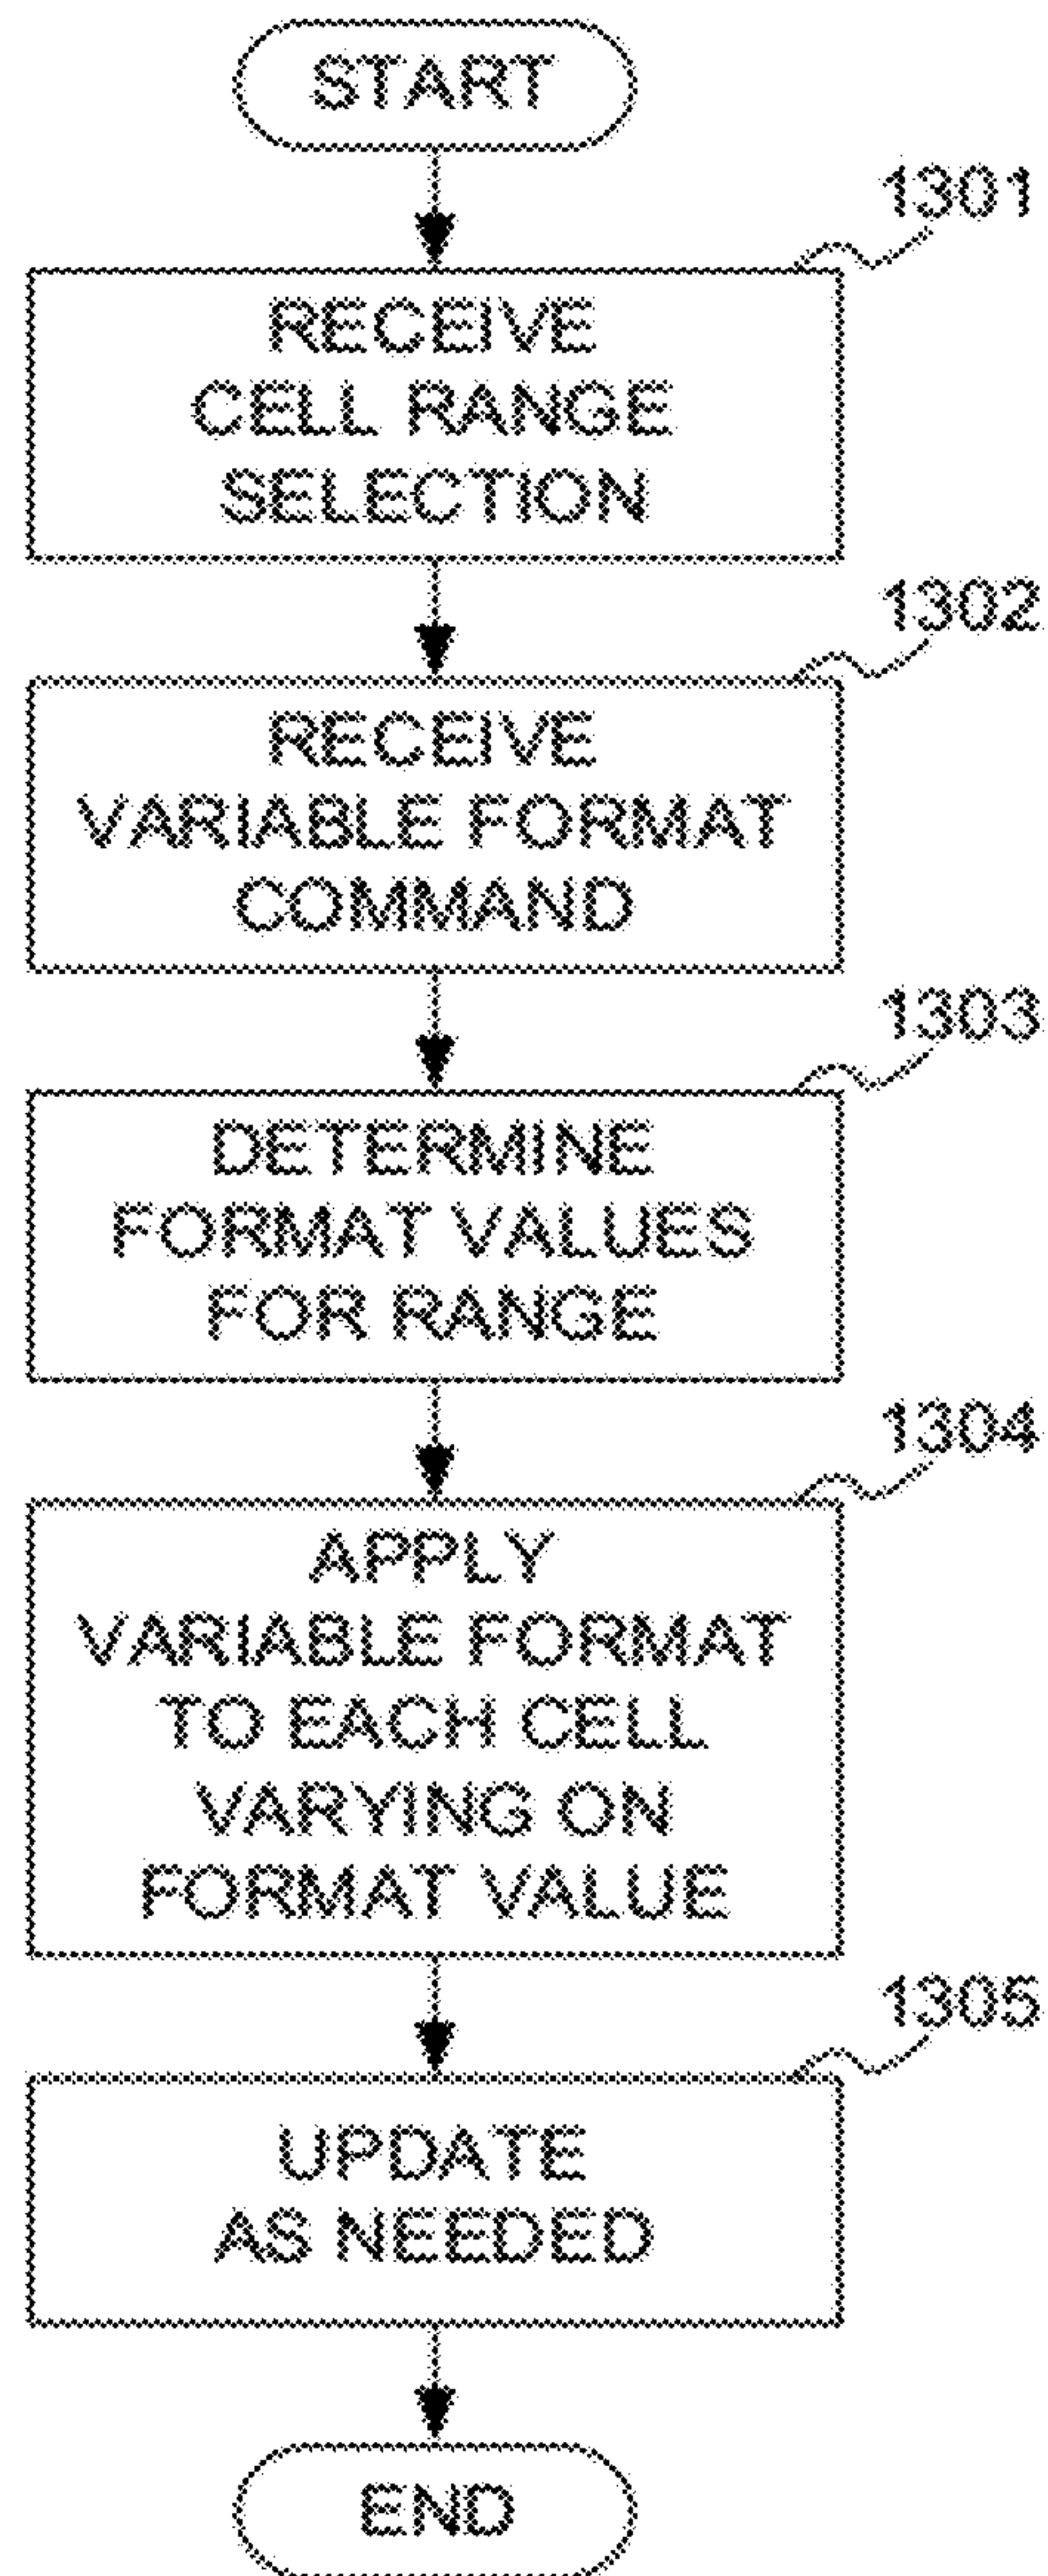 START
1301
RECEIVE
CELL RANGE
SELECTION
1302
RECEIVE
VARIABLE FORMAT
COMMAND
1303
DETERMINE
FORMAT VALUES
FOR RANGE
1304
APPLY
VARIABLE FORMAT
TO EACH CELL
VARYING ON
FORMAT VALUE
1305
UPDATE
AS NEEDED
END